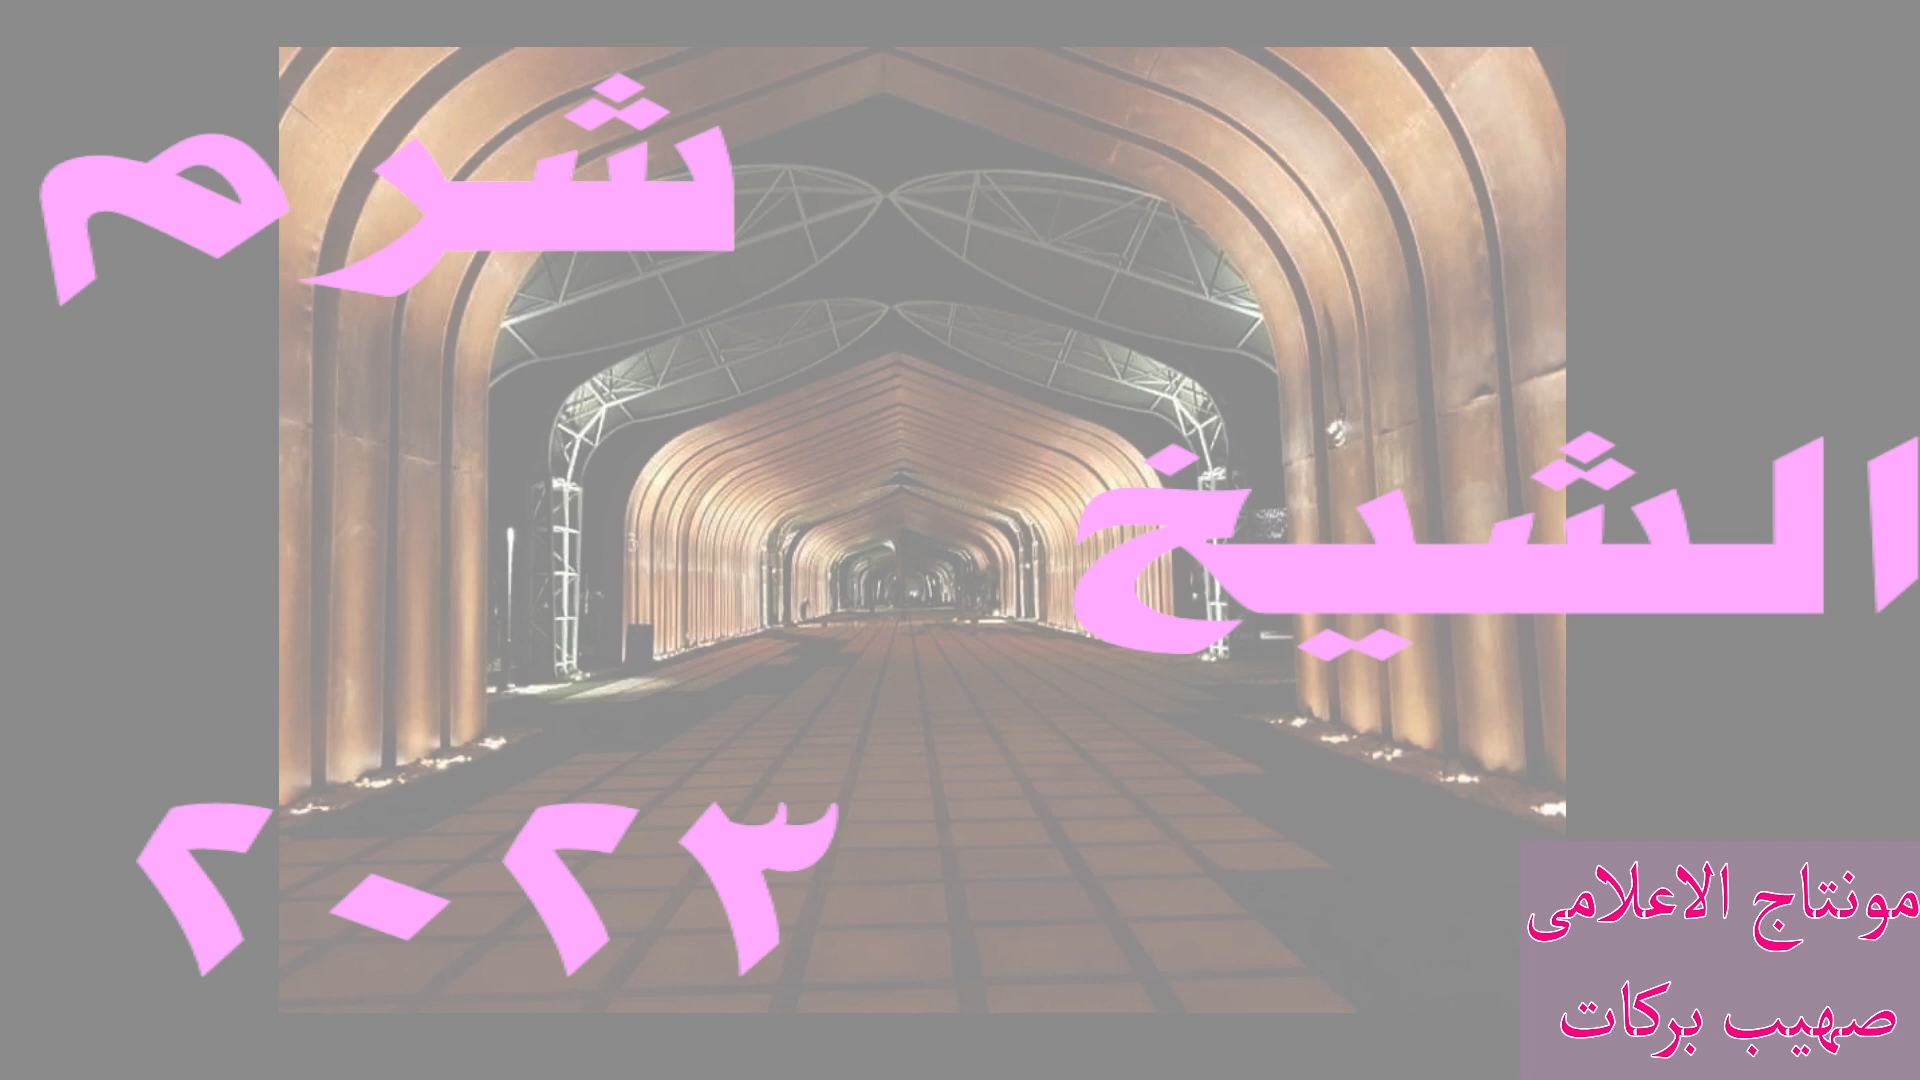 شرم
الشيخ
٢٠٢٣
مونتاج الاعلامى
صهيب بركات